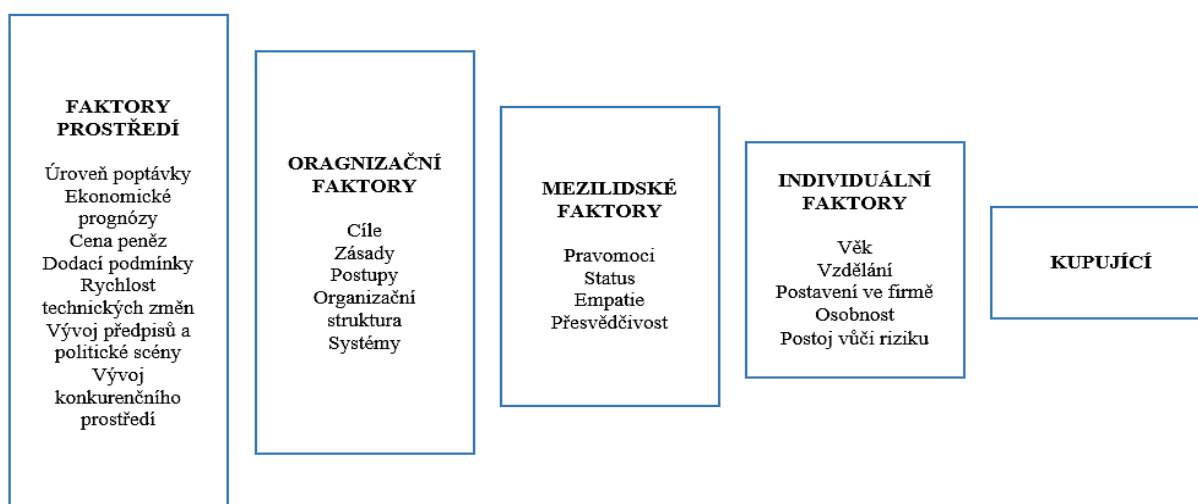 FAKTORY
PROSTŘEDÍ
Úroveň poptávky
Ekonomické
prognózy
Cena peněz
Dodací podmínky
Rychlost
technických změn
Vývoj předpisů a
politické scény
Vývoj
konkurenčního
prostředí
ORAGNIZAČNÍ
FAKTORY
Cíle
Zásady
Postupy
Organizační
struktura
Systémy
MEZILIDSKÉ
FAKTORY
Pravomoci
Status
Empatie
Přesvědčivost
INDIVIDUÁLNÍ
FAKTORY
Věk
Vzdělání
Postavení ve firmě
Osobnost
Postoj vůči riziku
KUPUJÍCÍ